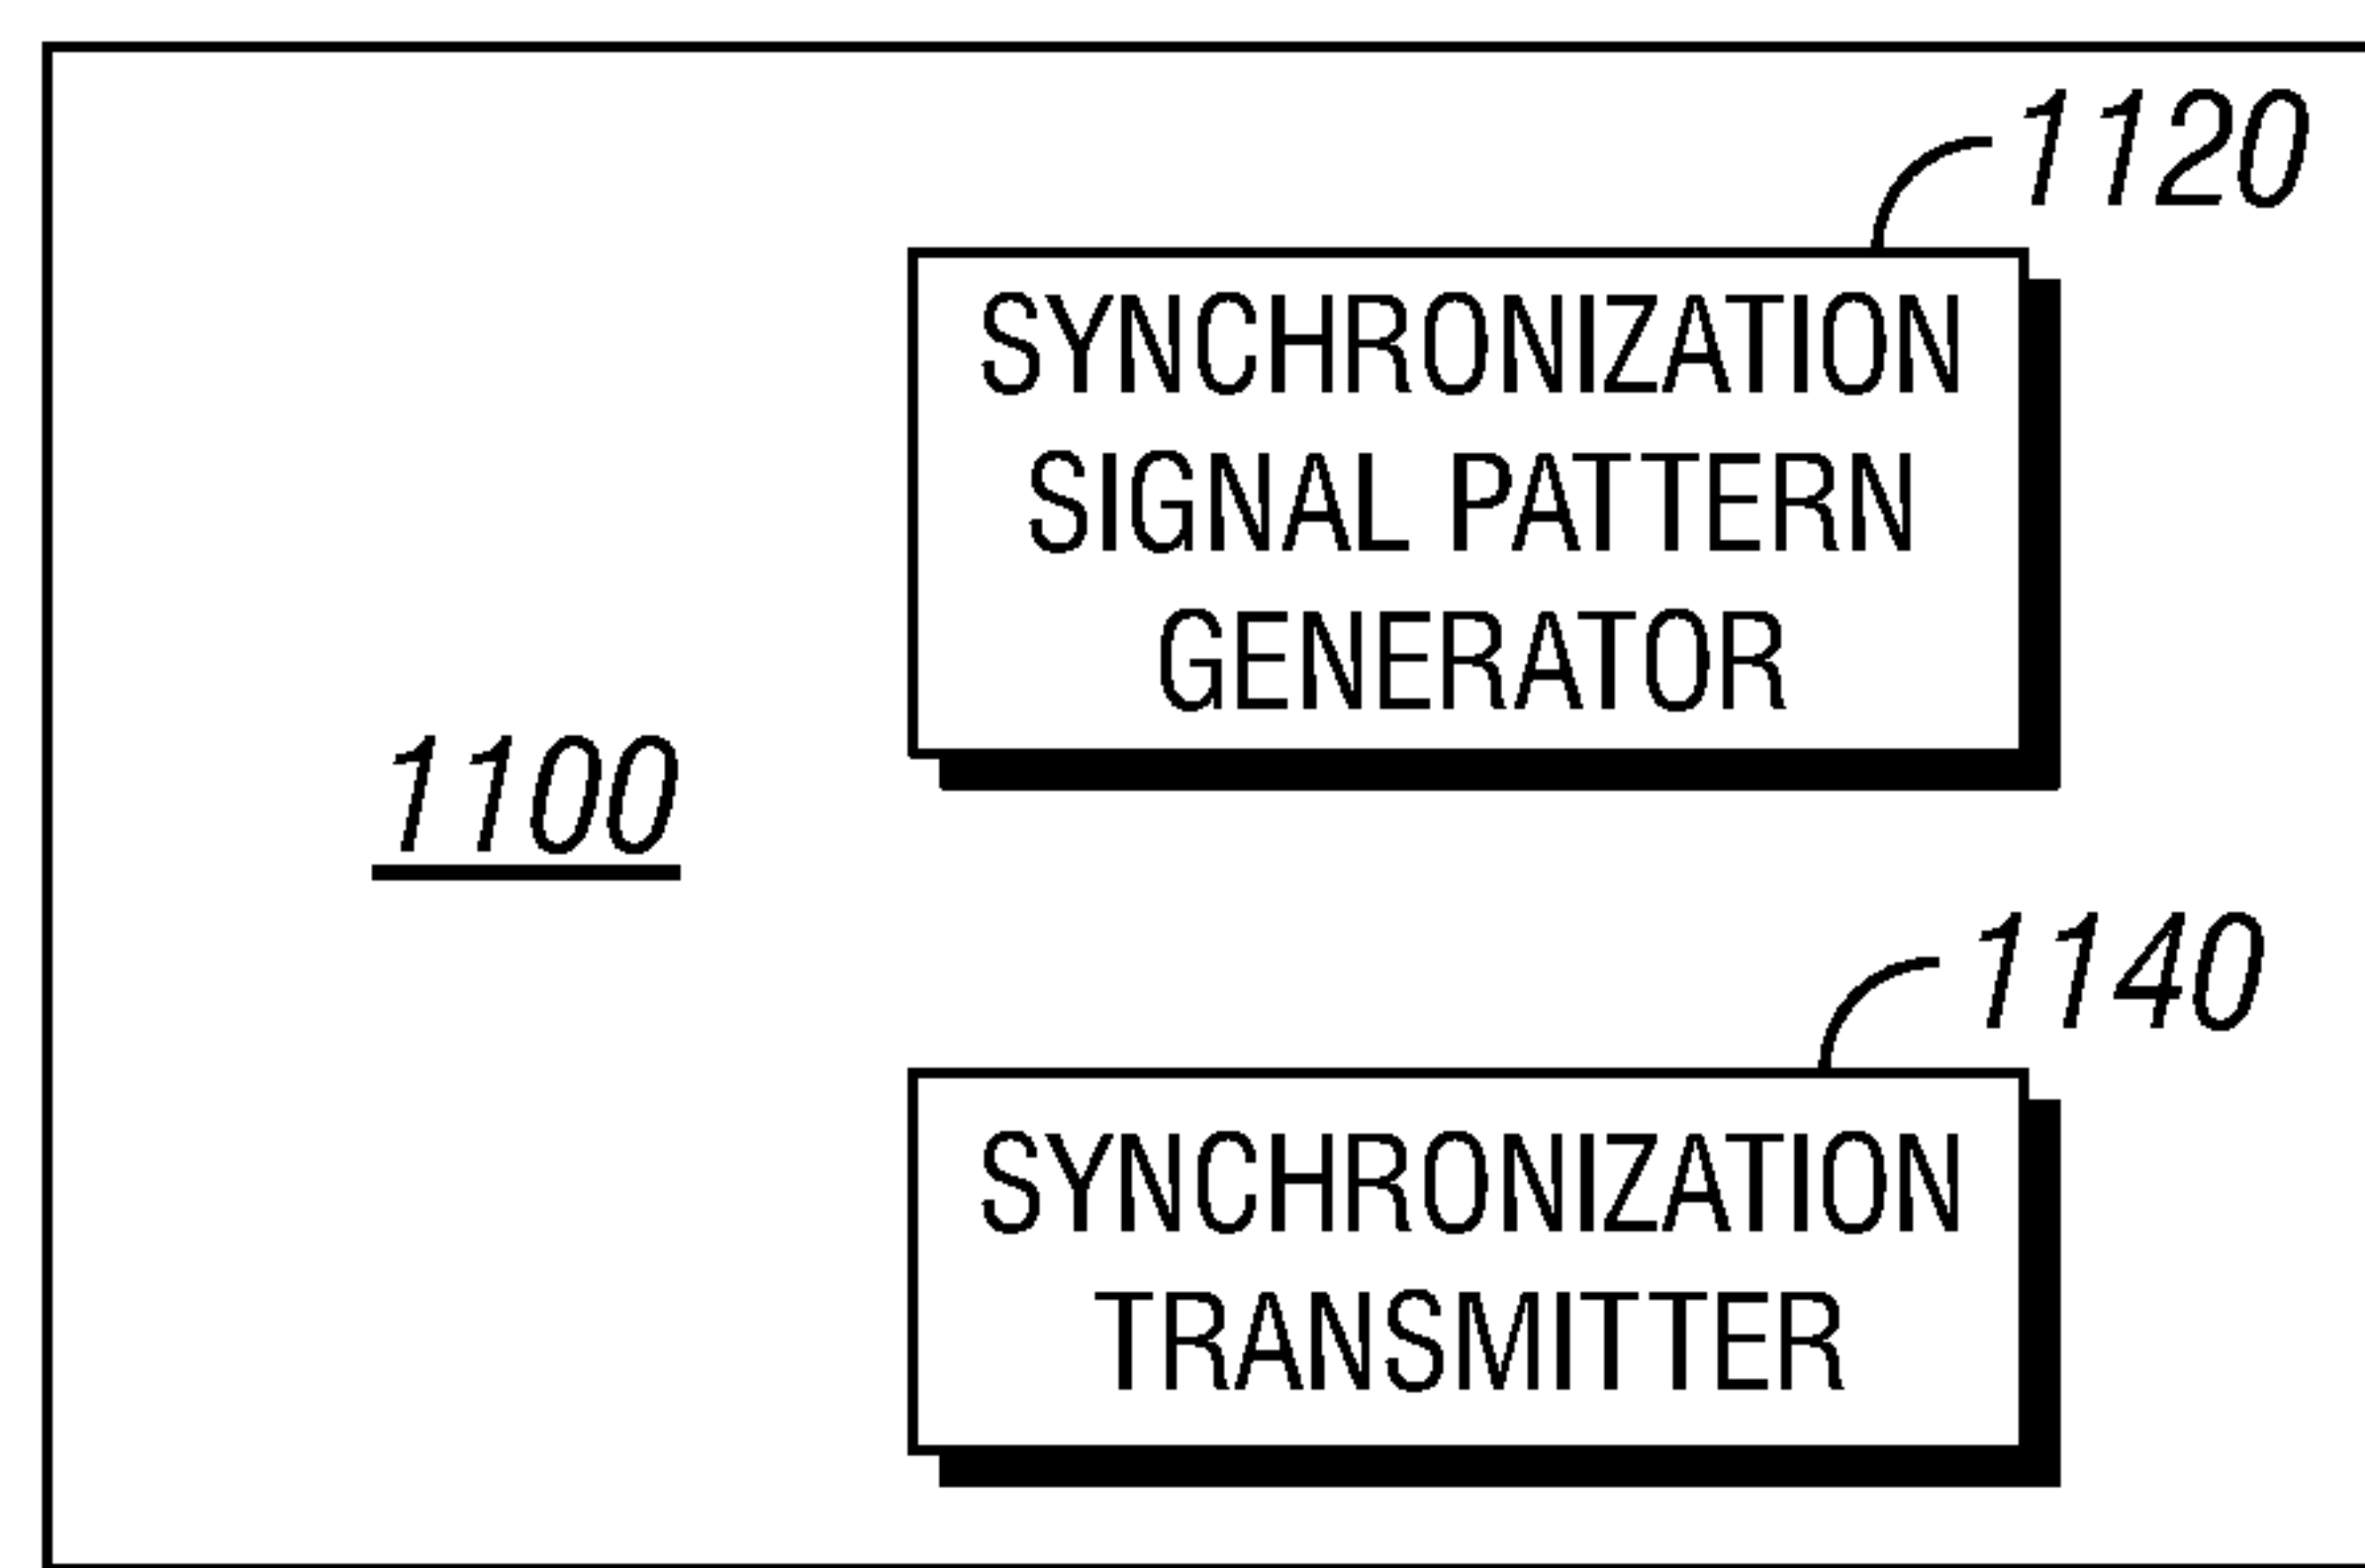 1120
SYNCHRONIZATION
SIGNAL PATTERN
GENERATOR
1100
1140
SYNCHRONIZATION
TRANSMITTER